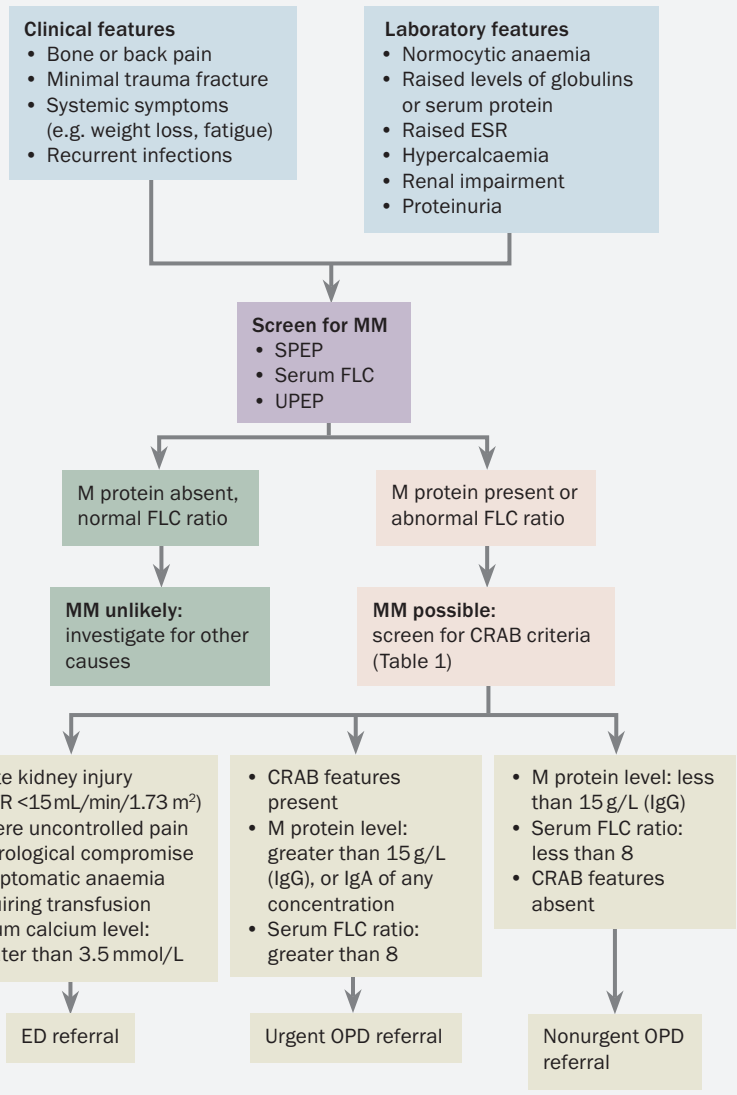 Clinical features
• Bone or back pain
• Minimal trauma fracture
• Systemic symptoms
(e.g. weight loss, fatigue)
• Recurrent infections
Laboratory features
• Normocytic anaemia
• Raised levels of globulins
or serum protein
• Raised ESR
• Hypercalcaemia
• Renal impairment
• Proteinuria
Screen for MM
• SPEP
• Serum FLC
• UPEP
M protein absent,
normal FLC ratio
M protein present or
abnormal FLC ratio
MM unlikely:
investigate for other
causes
MM possible:
screen for CRAB criteria
(Table 1)
kidney injury
<15 mL/min/1.73 m²)
uncontrolled pain
compromise
anaemia
transfusion
calcium level:
than 3.5 mmol/L
• CRAB features
present
• M protein level:
greater than 15 g/L
(IgG), or IgA of any
concentration
• Serum FLC ratio:
greater than 8
• M protein level: less
than 15 g/L (IgG)
• Serum FLC ratio:
less than 8
• CRAB features
absent
ED referral
Urgent OPD referral
Nonurgent OPD
referral